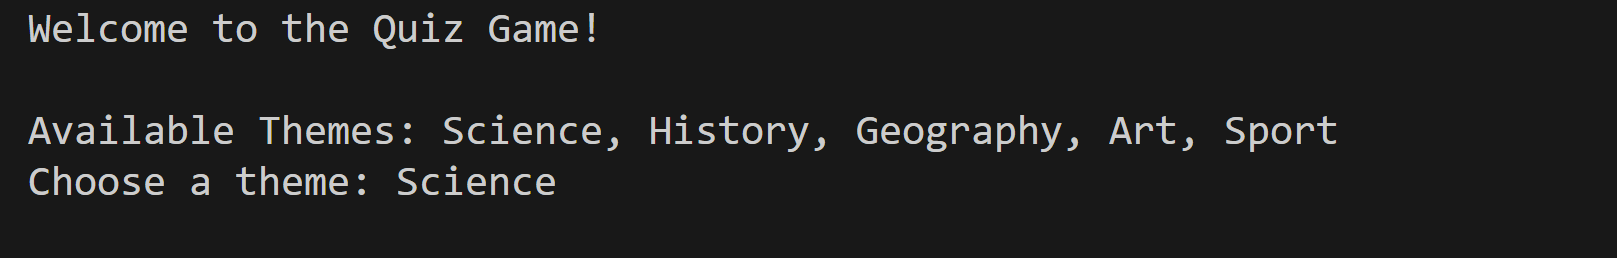 Welcome to the Quiz Game!
Available Themes: Science, History, Geography, Art, Sport
Choose a theme: Science